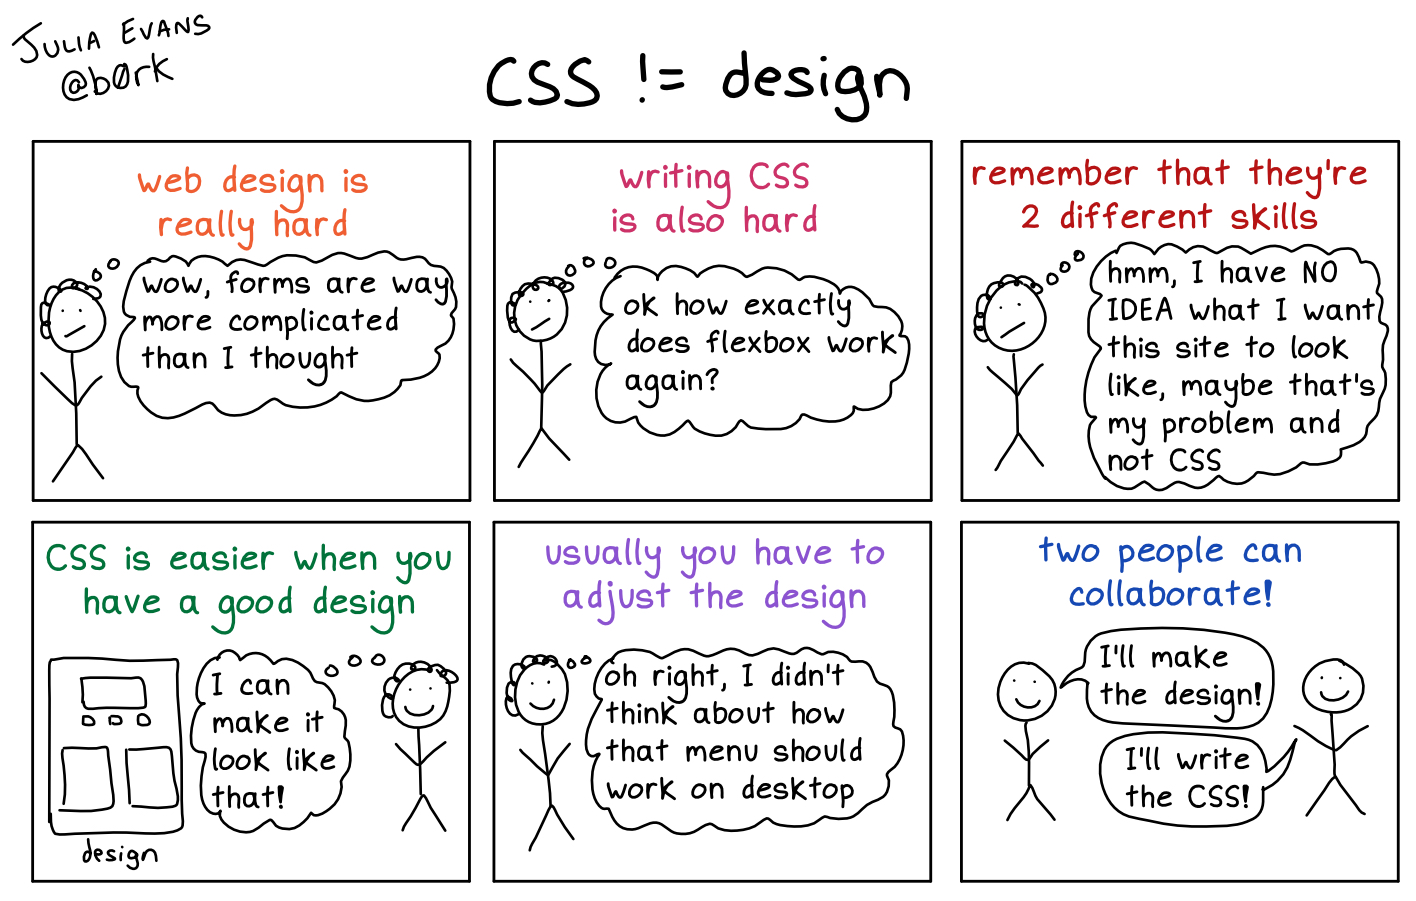 JULIA EVANS
@b0rk
CSS != design
web design is
really hard
wow, forms are way
more complicated
than I thought
writing CSS
is also hard
ok how exactly
does flexbox work
again?
remember that they're
2 different skills
hmm, I have NO
IDEA what I want
this site to look
like, maybe that's
my problem and
not CSS
CSS is easier when you
have a good design
I can
make it
look like
that!
design
usually you have to
adjust the design
oh right, I didn't
think about how
that menu should
work on desktop
two people can
collaborate!
I'll make
the design!
I'll write
the CSS!